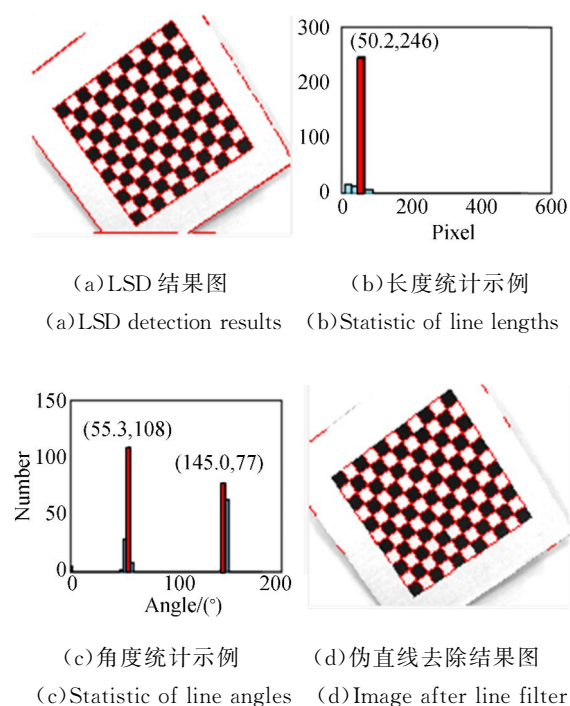 300
(50.2,246)
200
100
0
0
200
400
600
Pixel
(a)LSD 结果图
(b)长度统计示例
(a)LSD detection results
(b)Statistic of line lengths
150
(55.3,108)
100
(145.0,77)
Number
50
0
0
100
200
Angle/(°)
(c)角度统计示例
(d)伪直线去除结果图
(c)Statistic of line angles
(d)Image after line filter